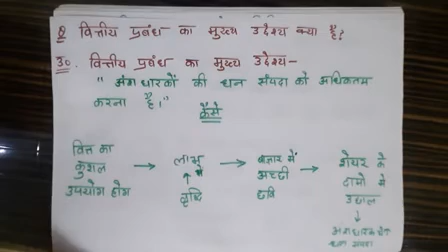 Q वित्तीय प्रबंध का मुख्य उद्देश्य क्या है?
उ०. वित्तीय प्रबंध का मुख्य उद्देश्य-
"अंशधारकों की धन संपदा को अधिकतम
करना है।"
कैसे
वित्त का
कुशल
उपयोग होगा
→
लाभ में
↑
वृद्धि
→
बाजार में
अच्छी
छवि
→
शेयर के
दामो में
उछाल
↓
अंशधारक की
धन संपदा